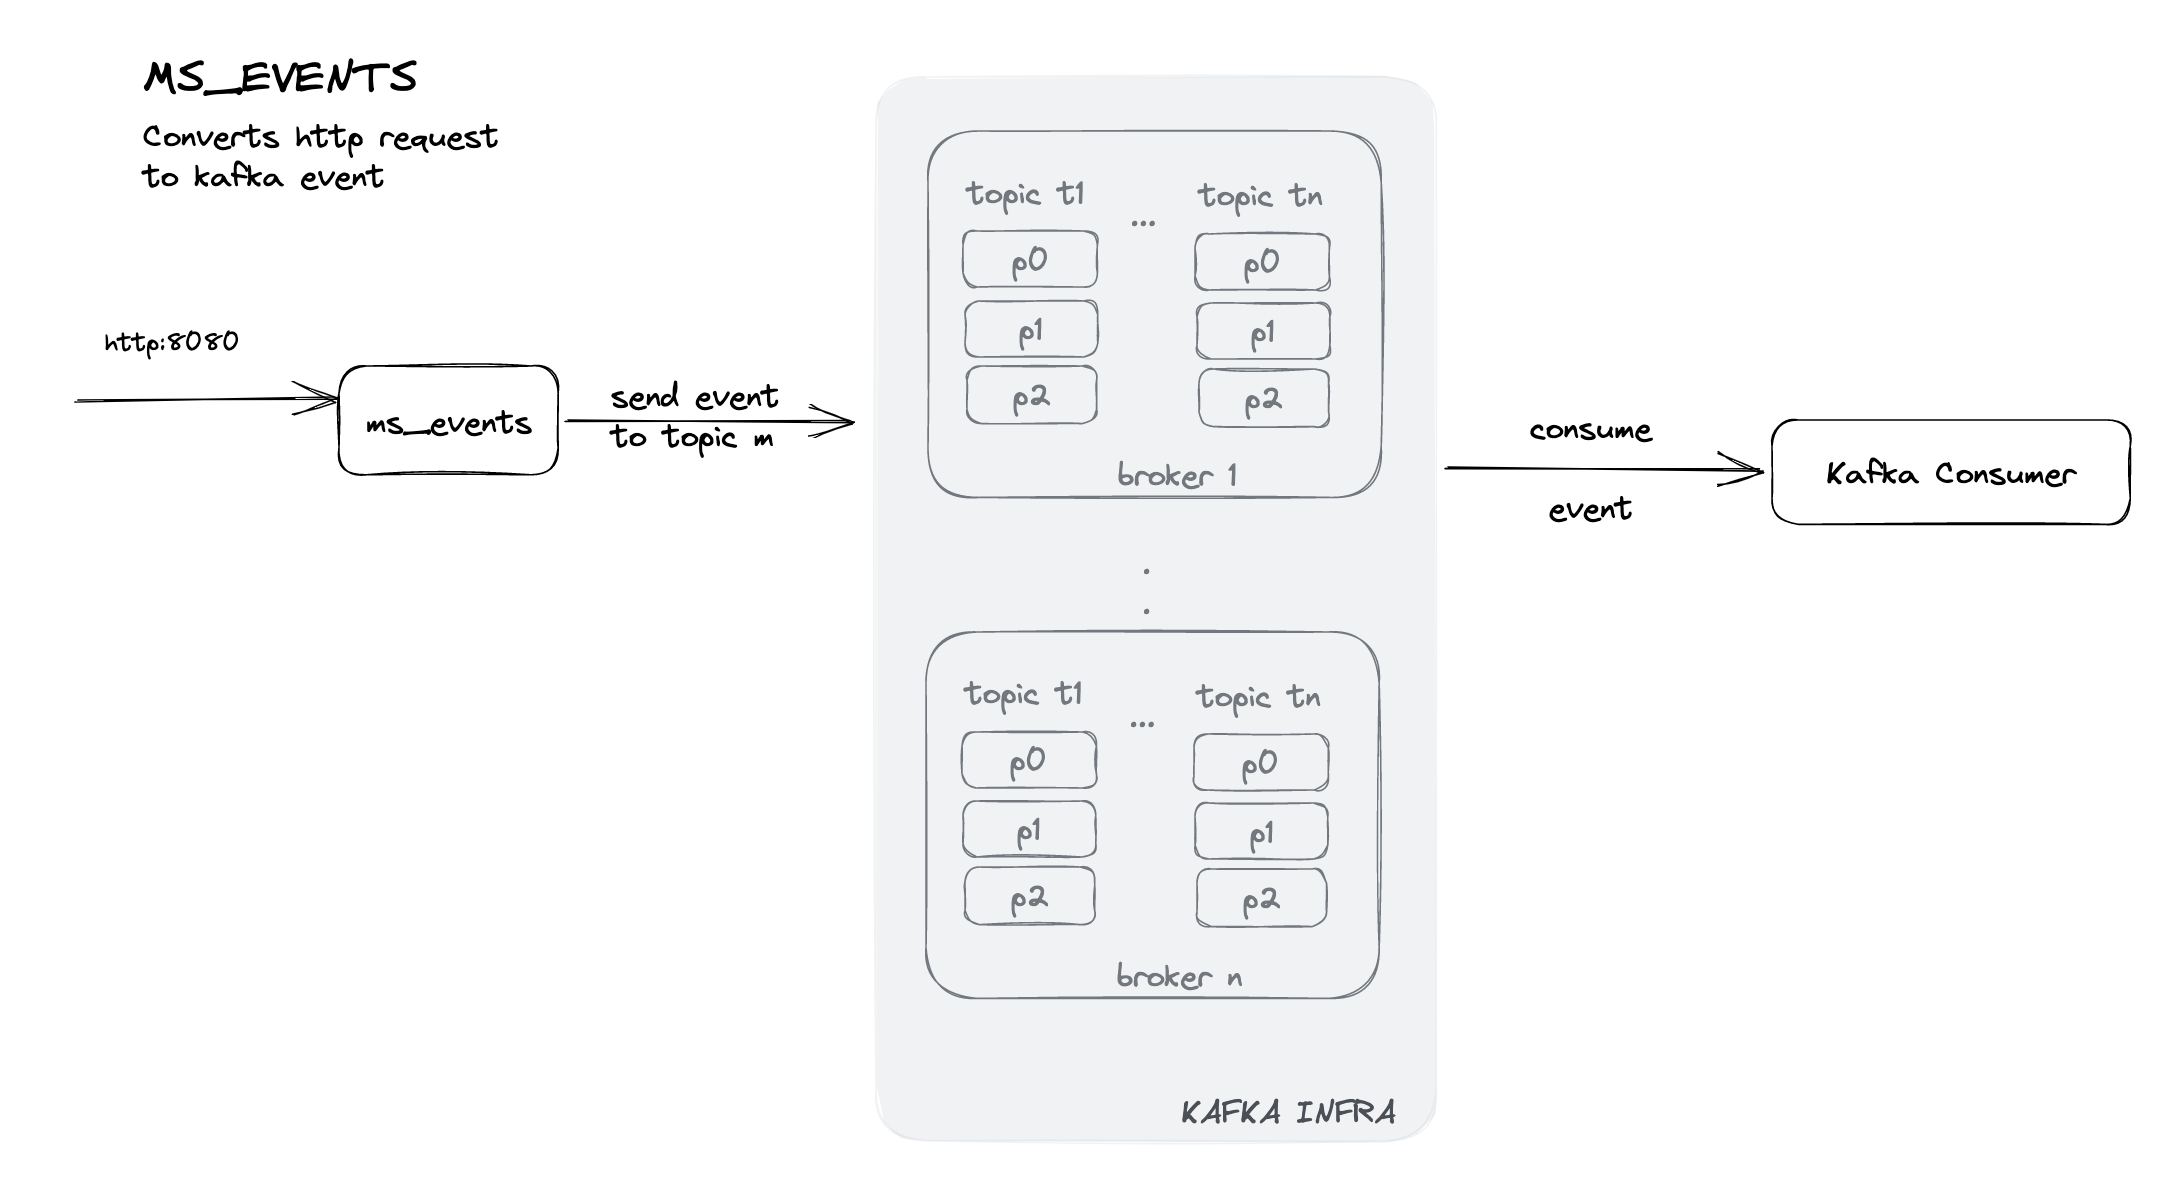 MS_EVENTS
Converts http request
to kafka event
http:8080
ms_events
send event
to topic m
topic t1
...
topic tn
p0
p0
p1
p1
p2
p2
broker 1
.
.
topic t1
...
topic tn
p0
p0
p1
p1
p2
p2
broker n
KAFKA INFRA
consume
event
Kafka Consumer